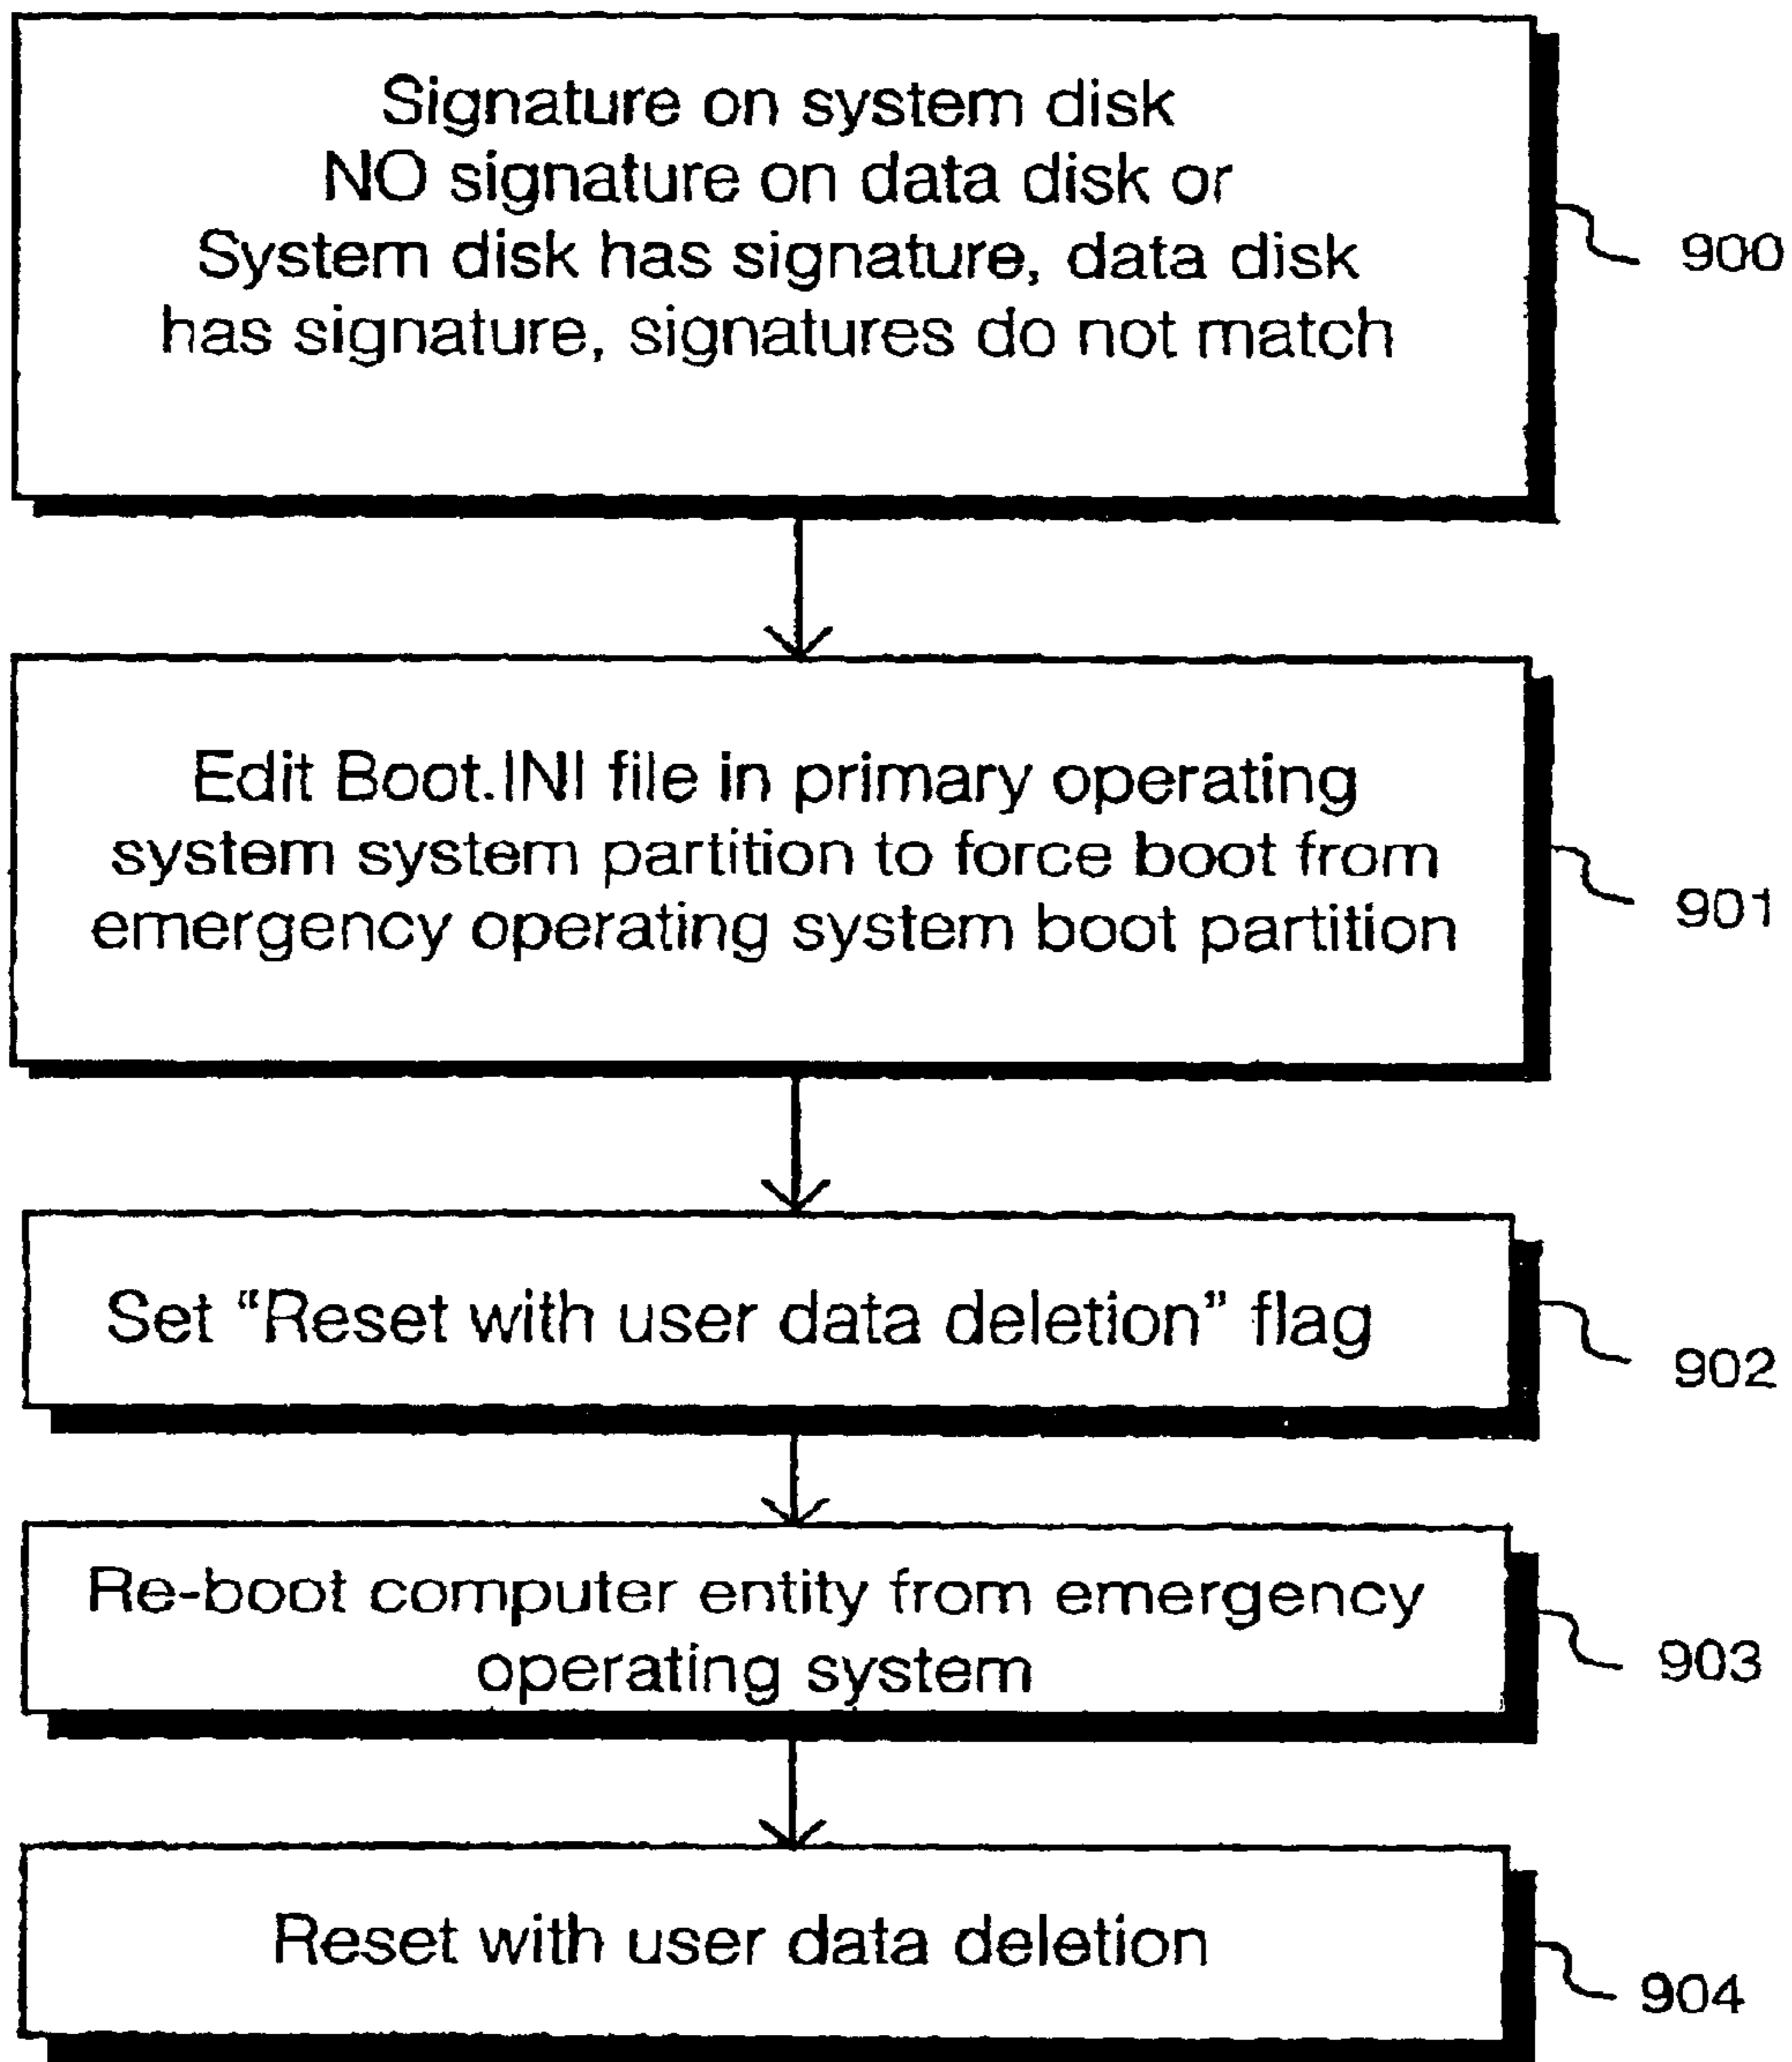 Signature on system disk
NO signature on data disk or
System disk has signature, data disk
has signature, signatures do not match
900
Edit Boot.INI file in primary operating
system system partition to force boot from
emergency operating system boot partition
901
Set “Reset with user data deletion” flag
902
Re-boot computer entity from emergency
operating system
903
Reset with user data deletion
904